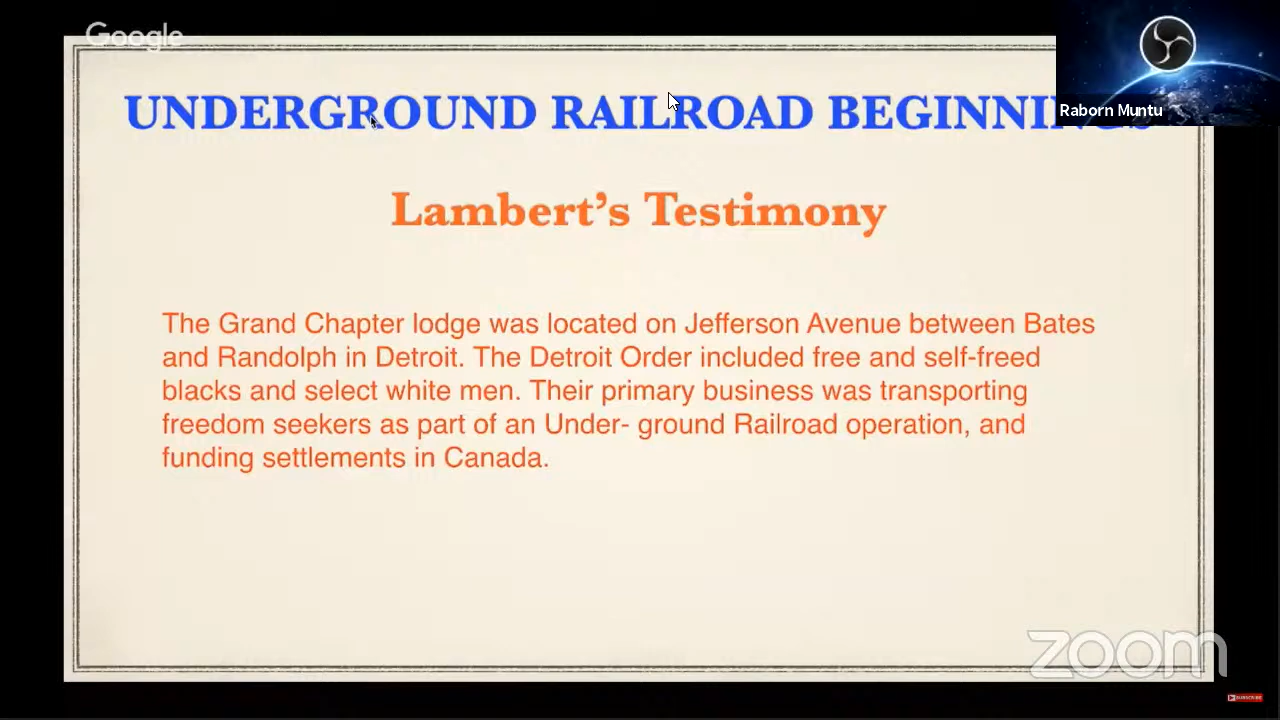 Google
UNDERGROUND RAILROAD BEGINNINGS
Raborn Muntu
Lambert’s Testimony
The Grand Chapter lodge was located on Jefferson Avenue between Bates
and Randolph in Detroit. The Detroit Order included free and self-freed
blacks and select white men. Their primary business was transporting
freedom seekers as part of an Under- ground Railroad operation, and
funding settlements in Canada.
zoom
SUBSCRIBE